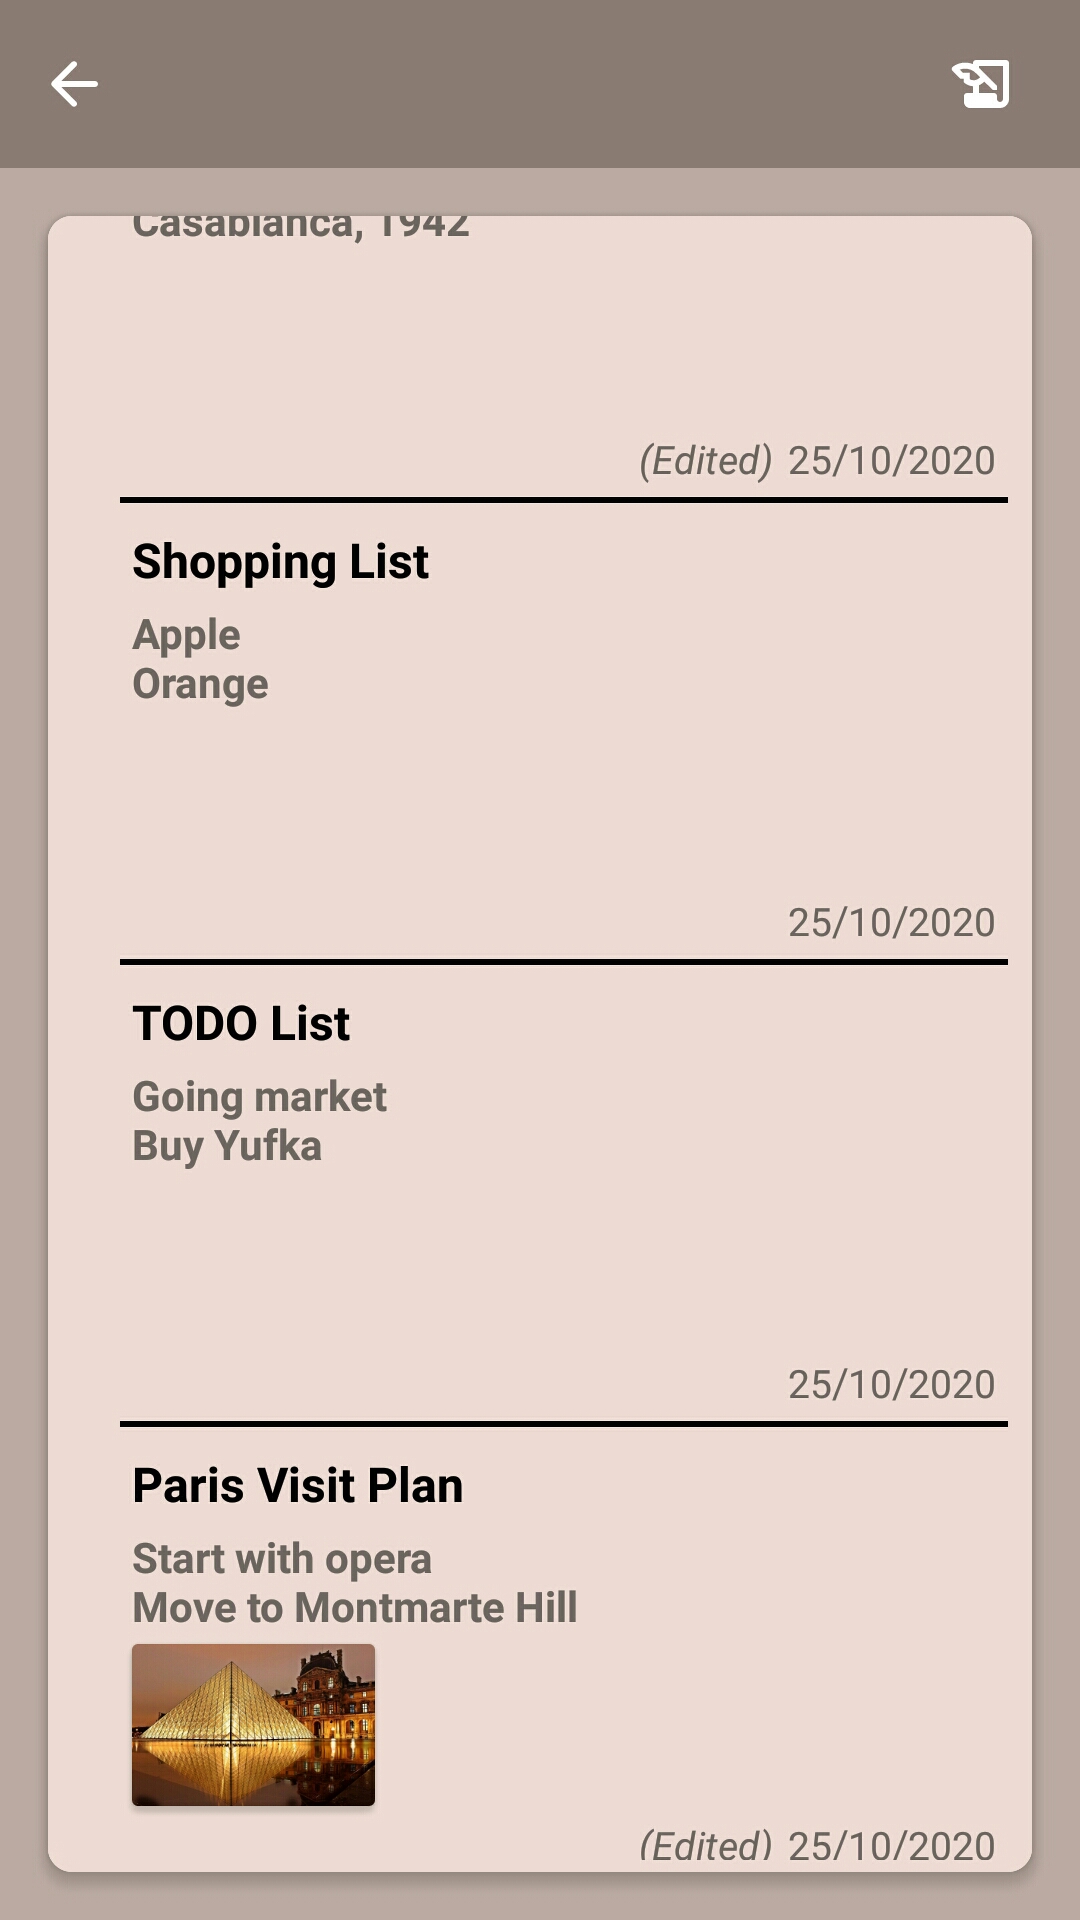 Casablanca, 1942
(Edited) 25/10/2020
Shopping List
Apple
Orange
25/10/2020
TODO List
Going market
Buy Yufka
25/10/2020
Paris Visit Plan
Start with opera
Move to Montmarte Hill
(Edited) 25/10/2020